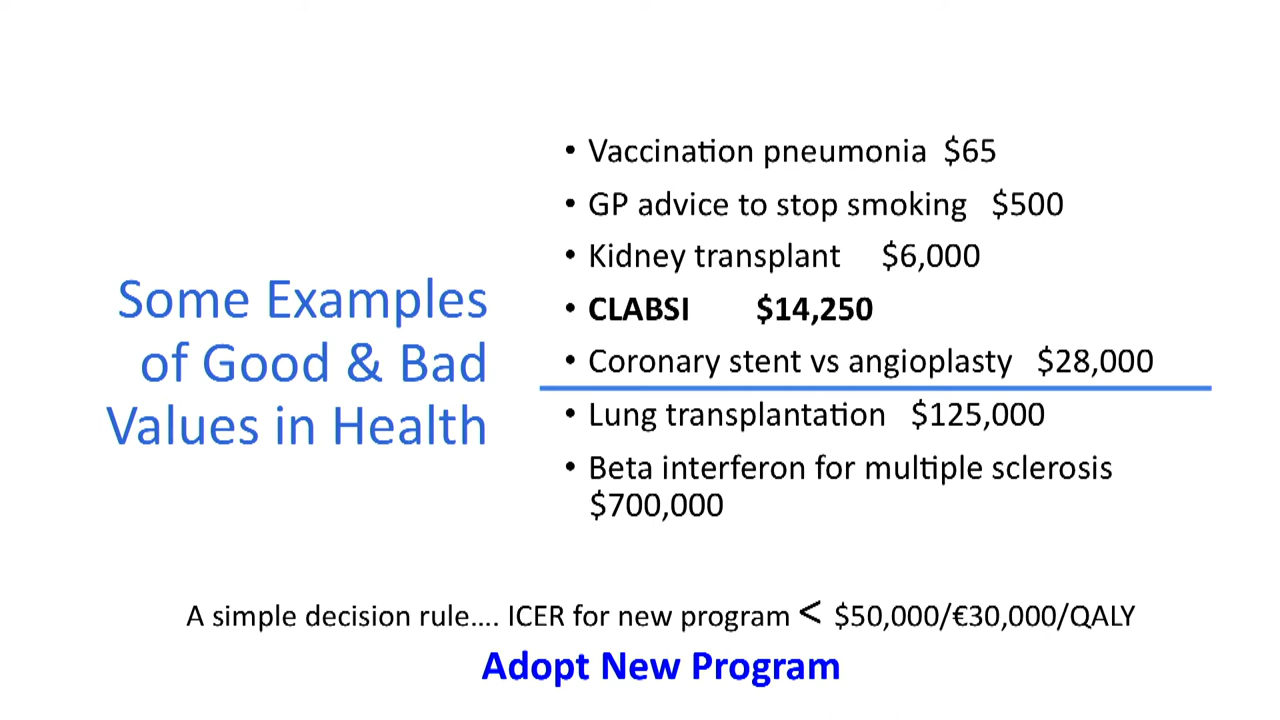 Some Examples
of Good & Bad
Values in Health
• Vaccination pneumonia $65
• GP advice to stop smoking $500
• Kidney transplant $6,000
• CLABSI $14,250
• Coronary stent vs angioplasty $28,000
• Lung transplantation $125,000
• Beta interferon for multiple sclerosis
$700,000
A simple decision rule…. ICER for new program < $50,000/€30,000/QALY
Adopt New Program